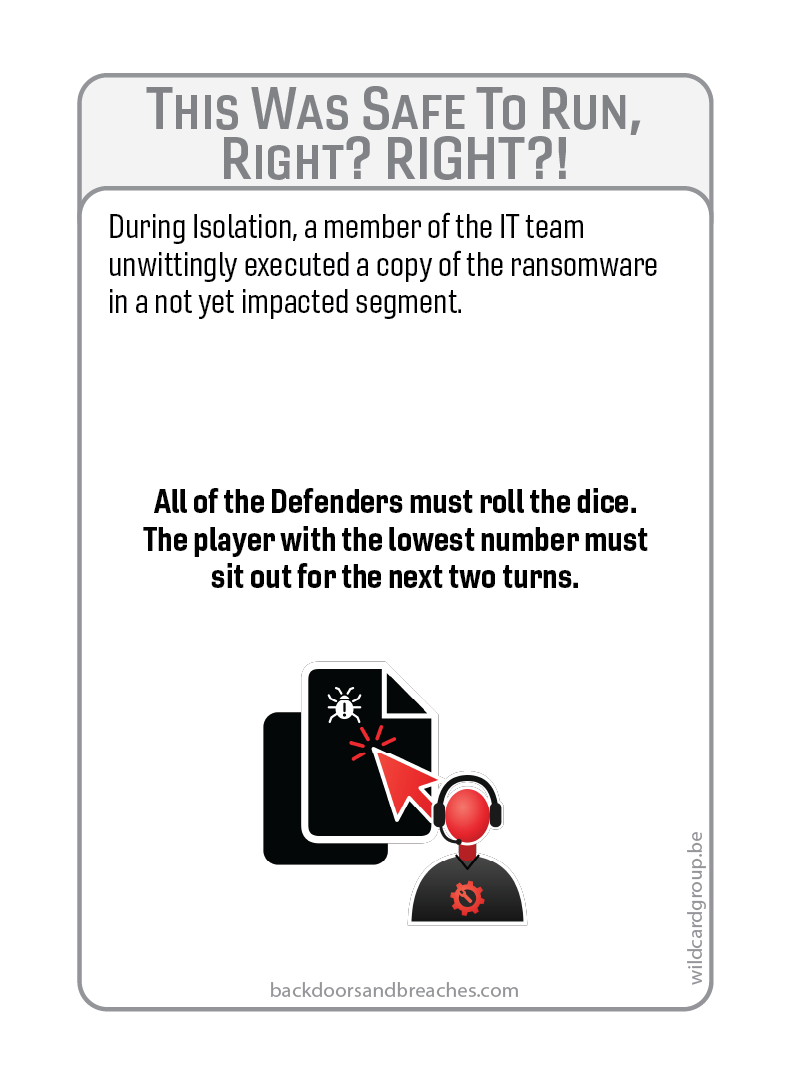 This Was Safe To Run,
Right? RIGHT?!
During Isolation, a member of the IT team
unwittingly executed a copy of the ransomware
in a not yet impacted segment.
All of the Defenders must roll the dice.
The player with the lowest number must
sit out for the next two turns.
wildcardgroup.be
backdoorsandbreaches.com